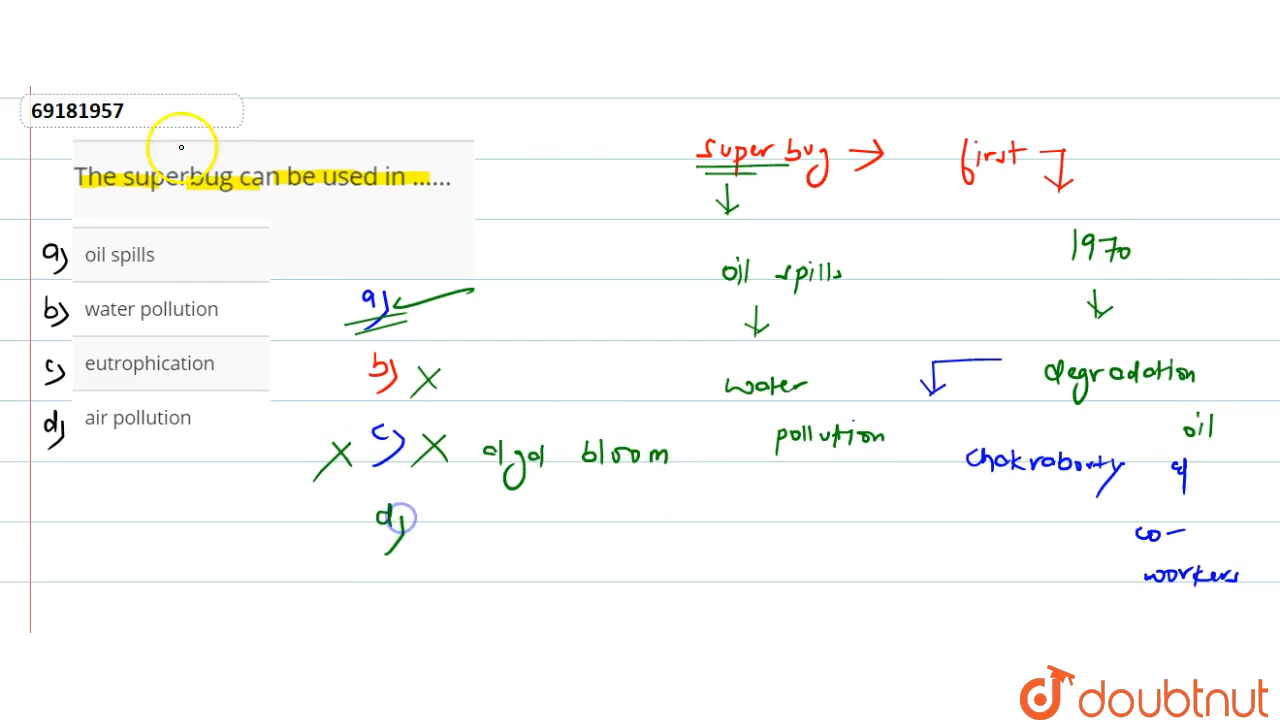 69181957
The superbug can be used in ......
a) oil spills
b) water pollution
c) eutrophication
d) air pollution
a)
b) X
X c) X algal bloom
d)
super bug → first
↓
oil spills
↓
water
pollution
1970
↓
degradation
oil
chakraborty &
co-
workers
doubtnut